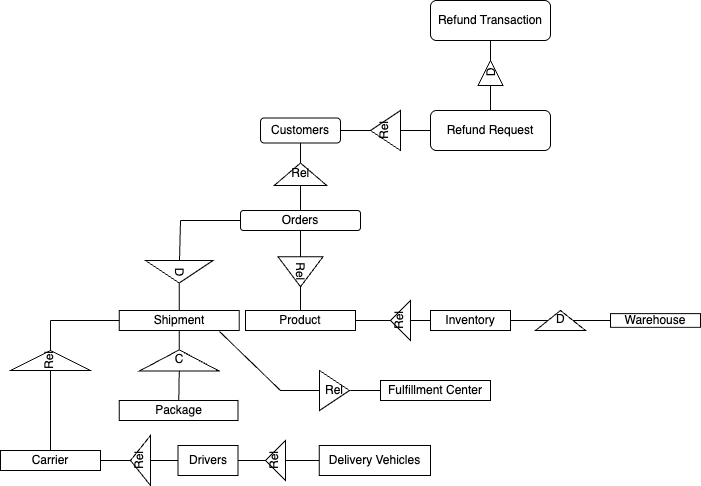 Refund Transaction
D
Customers
Rel
Refund Request
Rel
Orders
D
Rel
Shipment
Product
Rel
Inventory
D
Warehouse
Rel
C
Rel
Fulfillment Center
Package
Carrier
Rel
Drivers
Rel
Delivery Vehicles